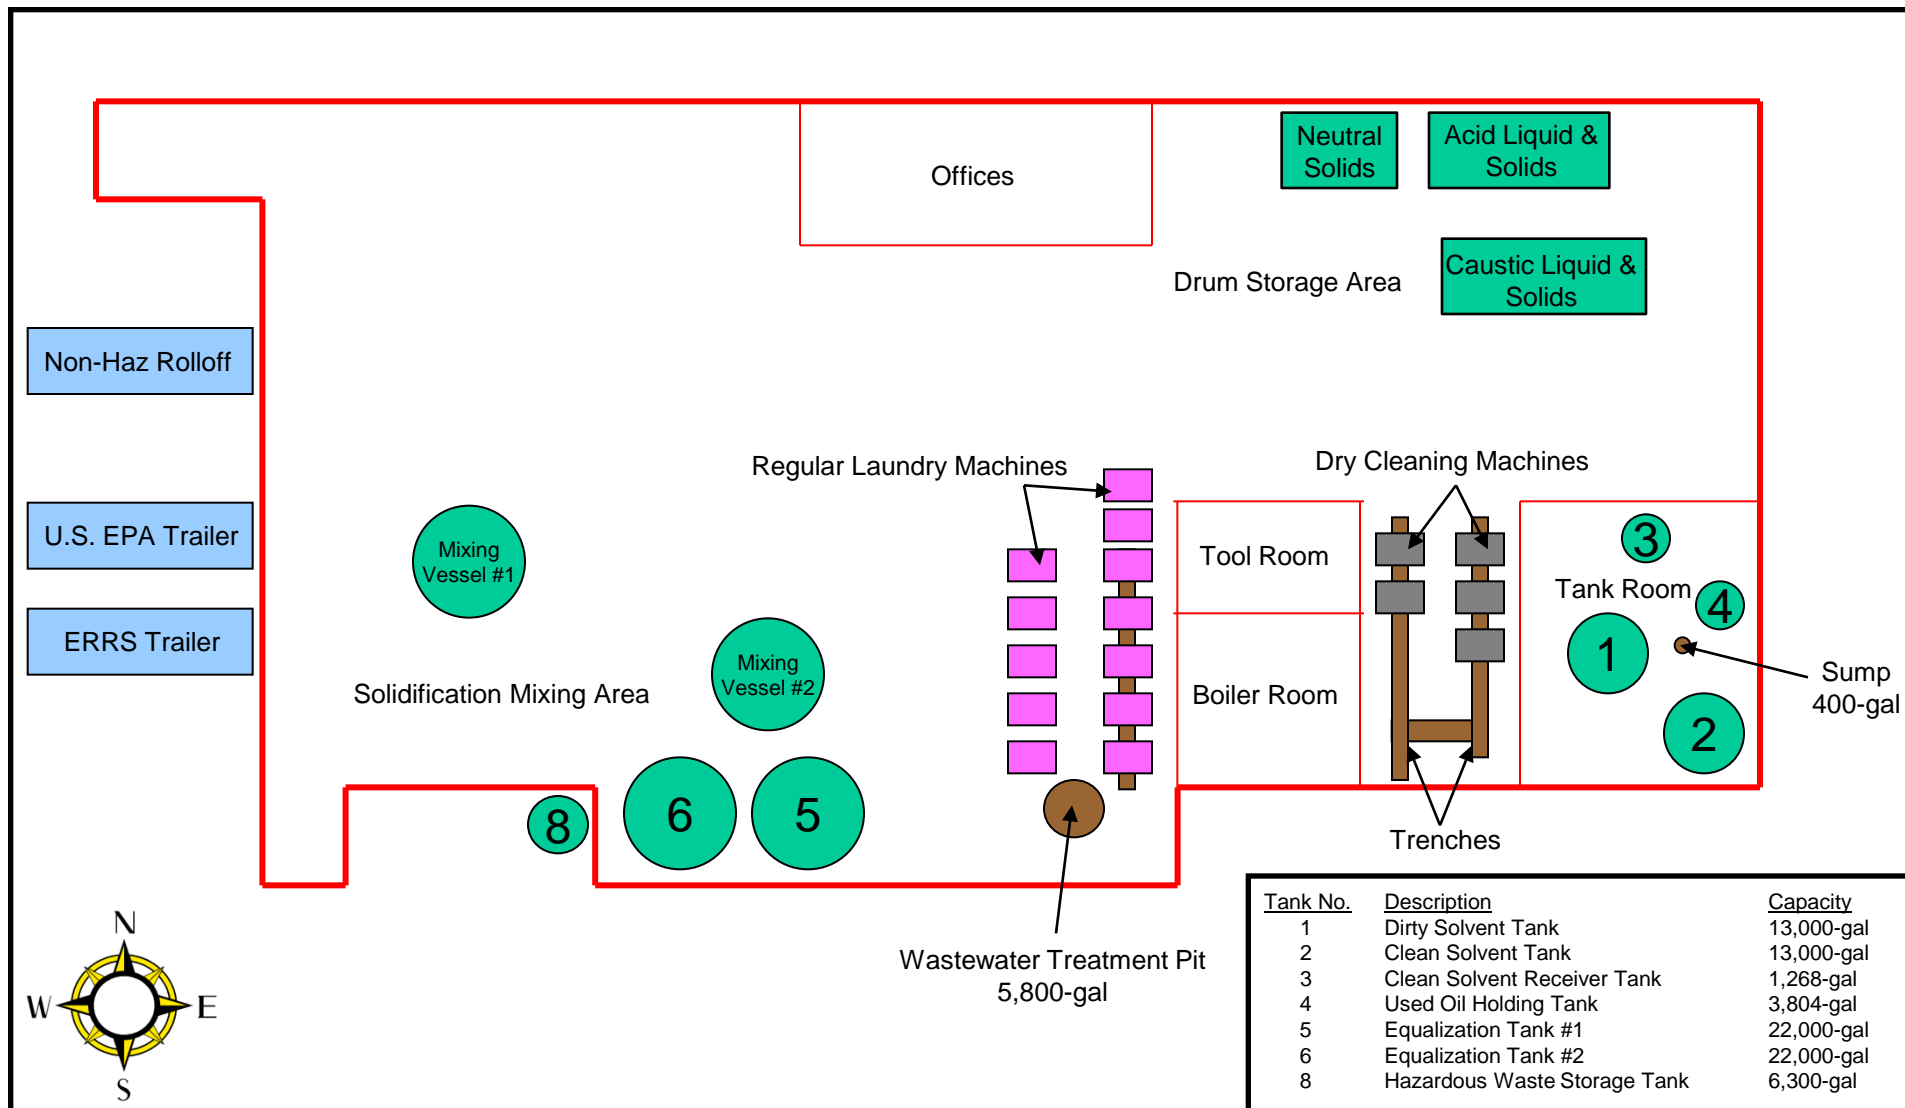 Offices
Neutral
Solids
Acid Liquid &
Solids
Drum Storage Area
Caustic Liquid &
Solids
Non-Haz Rolloff
U.S. EPA Trailer
ERRS Trailer
Regular Laundry Machines
Dry Cleaning Machines
Mixing
Vessel #1
Mixing
Vessel #2
Solidification Mixing Area
Tool Room
Boiler Room
Tank Room
3
4
1
2
Sump
400-gal
8
6
5
Trenches
Wastewater Treatment Pit
5,800-gal
N
W
E
S
Tank No. Description Capacity
1 Dirty Solvent Tank 13,000-gal
2 Clean Solvent Tank 13,000-gal
3 Clean Solvent Receiver Tank 1,268-gal
4 Used Oil Holding Tank 3,804-gal
5 Equalization Tank #1 22,000-gal
6 Equalization Tank #2 22,000-gal
8 Hazardous Waste Storage Tank 6,300-gal